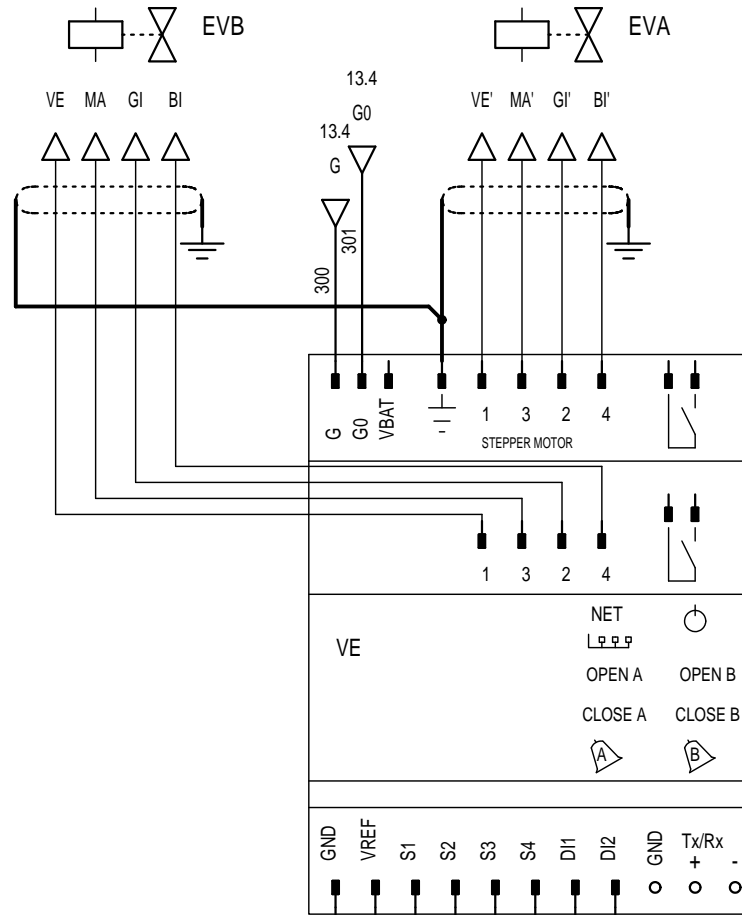 EVB
EVA
VE MA GI BI
13.4
G0
13.4
G
VE' MA' GI' BI'
300
301
G G0 VBAT
1 3 2 4
STEPPER MOTOR
1 3 2 4
VE
NET
OPEN A OPEN B
CLOSE A CLOSE B
A B
GND VREF S1 S2 S3 S4 DI1 DI2 GND Tx/Rx
+ -